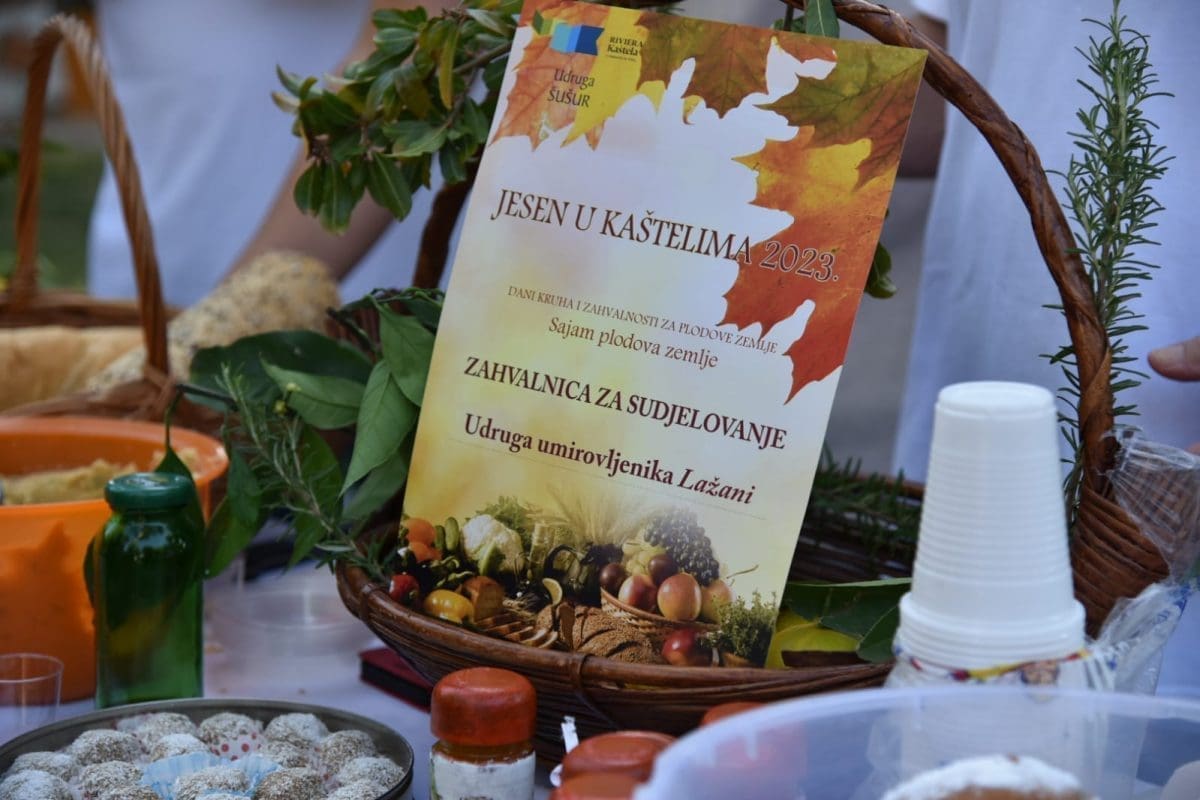 RIVIERA
Kaštela
Udruga
ŠUŠUR
JESEN U KAŠTELIMA 2023.
DANI KRUHA I ZAHVALNOSTI ZA PLODOVE ZEMLJE
Sajam plodova zemlje
ZAHVALNICA ZA SUDJELOVANJE
Udruga umirovljenika Lažani